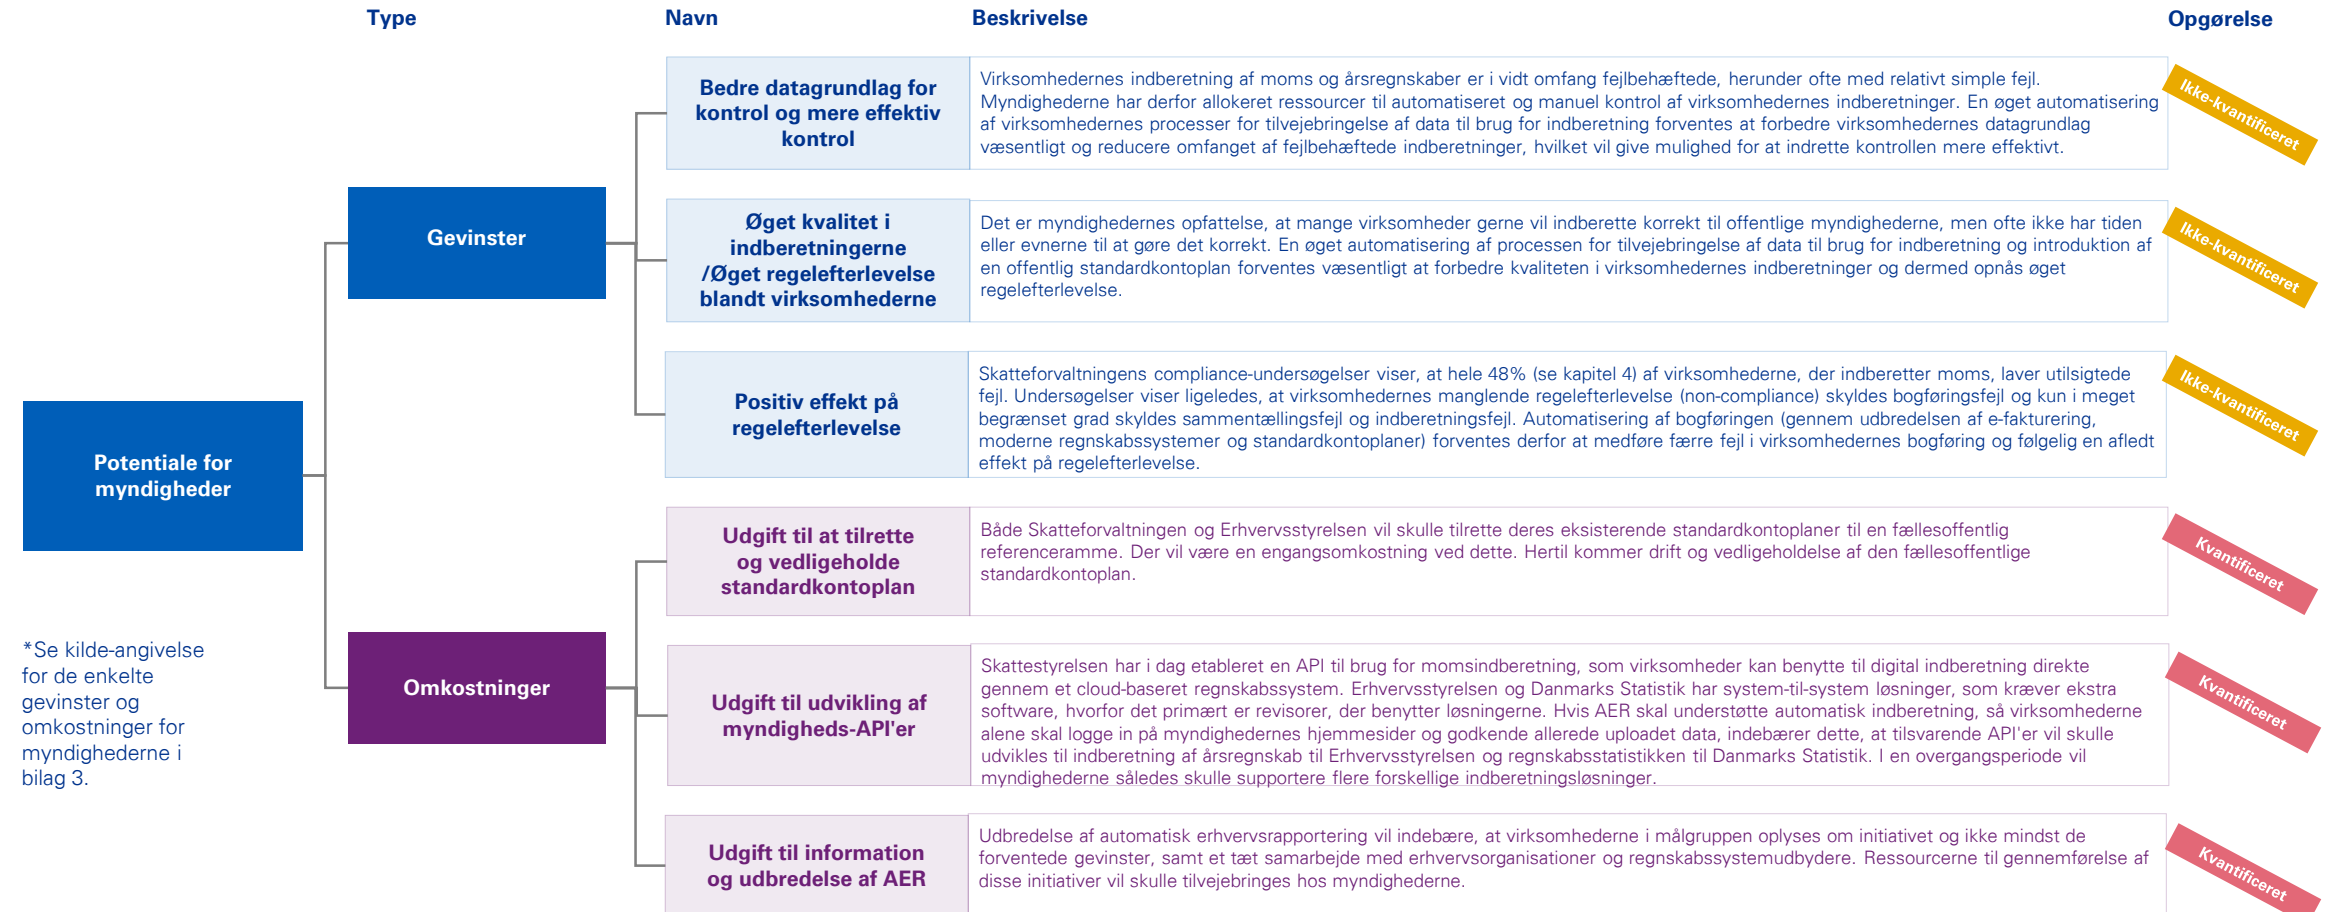 Type
Navn
Beskrivelse
Opgørelse
Potentiale for
myndigheder
*Se kilde-angivelse
for de enkelte
gevinster og
omkostninger for
myndighederne i
bilag 3.
Gevinster
Bedre datagrundlag for
kontrol og mere effektiv
kontrol
Virksomhedernes indberetning af moms og årsregnskaber er i vidt omfang fejlbehæftede, herunder ofte med relativt simple fejl.
Myndighederne har derfor allokeret ressourcer til automatiseret og manuel kontrol af virksomhedernes indberetninger. En øget automatisering
af virksomhedernes processer for tilvejebringelse af data til brug for indberetning forventes at forbedre virksomhedernes datagrundlag
væsentligt og reducere omfanget af fejlbehæftede indberetninger, hvilket vil give mulighed for at indrette kontrollen mere effektivt.
Ikke-kvantificeret
Øget kvalitet i
indberetningerne
/Øget regelefterlevelse
blandt virksomhederne
Det er myndighedernes opfattelse, at mange virksomheder gerne vil indberette korrekt til offentlige myndighederne, men ofte ikke har tiden
eller evnerne til at gøre det korrekt. En øget automatisering af processen for tilvejebringelse af data til brug for indberetning og introduktion af
en offentlig standardkontoplan forventes væsentligt at forbedre kvaliteten i virksomhedernes indberetninger og dermed opnås øget
regelefterlevelse.
Ikke-kvantificeret
Positiv effekt på
regelefterlevelse
Skatteforvaltningens compliance-undersøgelser viser, at hele 48% (se kapitel 4) af virksomhederne, der indberetter moms, laver utilsigtede
fejl. Undersøgelser viser ligeledes, at virksomhedernes manglende regelefterlevelse (non-compliance) skyldes bogføringsfejl og kun i meget
begrænset grad skyldes sammentællingsfejl og indberetningsfejl. Automatisering af bogføringen (gennem udbredelsen af e-fakturering,
moderne regnskabssystemer og standardkontoplaner) forventes derfor at medføre færre fejl i virksomhedernes bogføring og følgelig en afledt
effekt på regelefterlevelse.
Ikke-kvantificeret
Omkostninger
Udgift til at tilrette
og vedligeholde
standardkontoplan
Både Skatteforvaltningen og Erhvervsstyrelsen vil skulle tilrette deres eksisterende standardkontoplaner til en fællesoffentlig
referenceramme. Der vil være en engangsomkostning ved dette. Hertil kommer drift og vedligeholdelse af den fællesoffentlige
standardkontoplan.
Kvantificeret
Udgift til udvikling af
myndigheds-API'er
Skattestyrelsen har i dag etableret en API til brug for momsindberetning, som virksomheder kan benytte til digital indberetning direkte
gennem et cloud-baseret regnskabssystem. Erhvervsstyrelsen og Danmarks Statistik har system-til-system løsninger, som kræver ekstra
software, hvorfor det primært er revisorer, der benytter løsningerne. Hvis AER skal understøtte automatisk indberetning, så virksomhederne
alene skal logge in på myndighedernes hjemmesider og godkende allerede uploadet data, indebærer dette, at tilsvarende API'er vil skulle
udvikles til indberetning af årsregnskab til Erhvervsstyrelsen og regnskabsstatistikken til Danmarks Statistik. I en overgangsperiode vil
myndighederne således skulle supportere flere forskellige indberetningsløsninger.
Kvantificeret
Udgift til information
og udbredelse af AER
Udbredelse af automatisk erhvervsrapportering vil indebære, at virksomhederne i målgruppen oplyses om initiativet og ikke mindst de
forventede gevinster, samt et tæt samarbejde med erhvervsorganisationer og regnskabssystemudbydere. Ressourcerne til gennemførelse af
disse initiativer vil skulle tilvejebringes hos myndighederne.
Kvantificeret